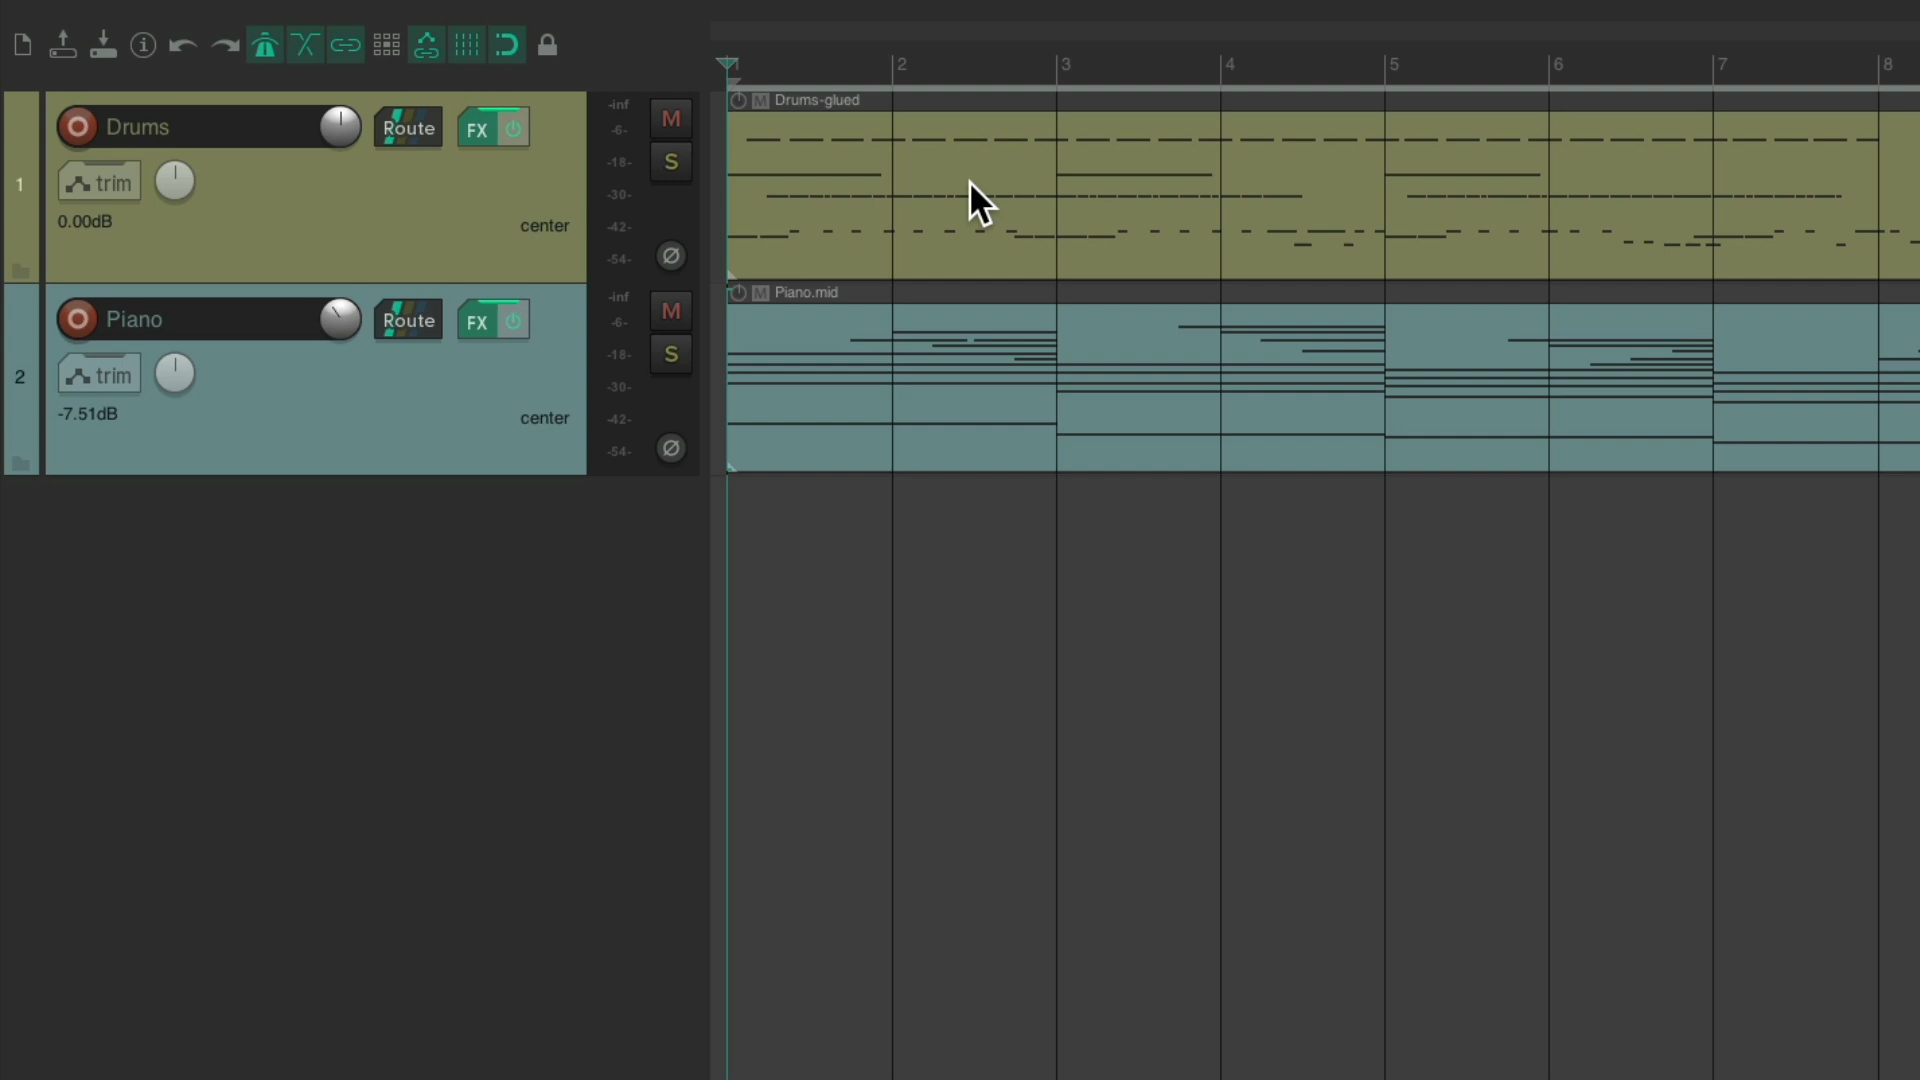 1 2 3 4 5 6 7 8
Drums Route FX -inf M M Drums-glued
-6-
1 trim -18- S
-30-
0.00dB center -42-
-54- Ø
Piano Route FX -inf M M Piano.mid
-6-
2 trim -18- S
-30-
-7.51dB center -42-
-54- Ø